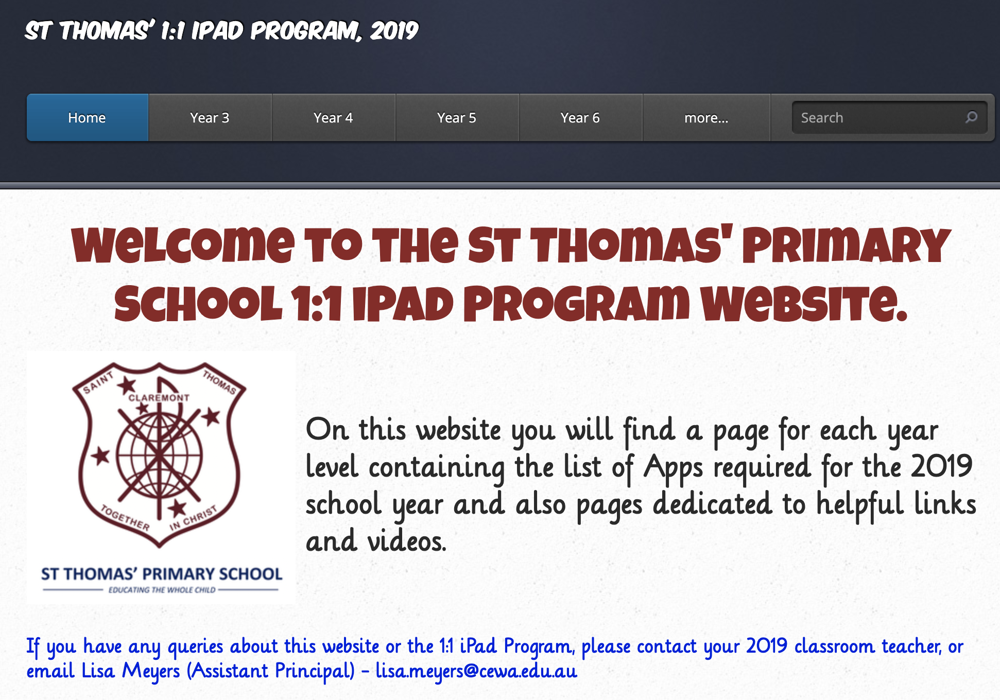 ST THOMAS' 1:1 IPAD PROGRAM, 2019
Home
Year 3
Year 4
Year 5
Year 6
more...
Search
Welcome to the St Thomas' Primary
School 1:1 iPad Program website.
SAINT
THOMAS
CLAREMONT
TOGETHER
IN CHRIST
ST THOMAS' PRIMARY SCHOOL
EDUCATING THE WHOLE CHILD
On this website you will find a page for each year
level containing the list of Apps required for the 2019
school year and also pages dedicated to helpful links
and videos.
If you have any queries about this website or the 1:1 iPad Program, please contact your 2019 classroom teacher, or
email Lisa Meyers (Assistant Principal) - lisa.meyers@cewa.edu.au